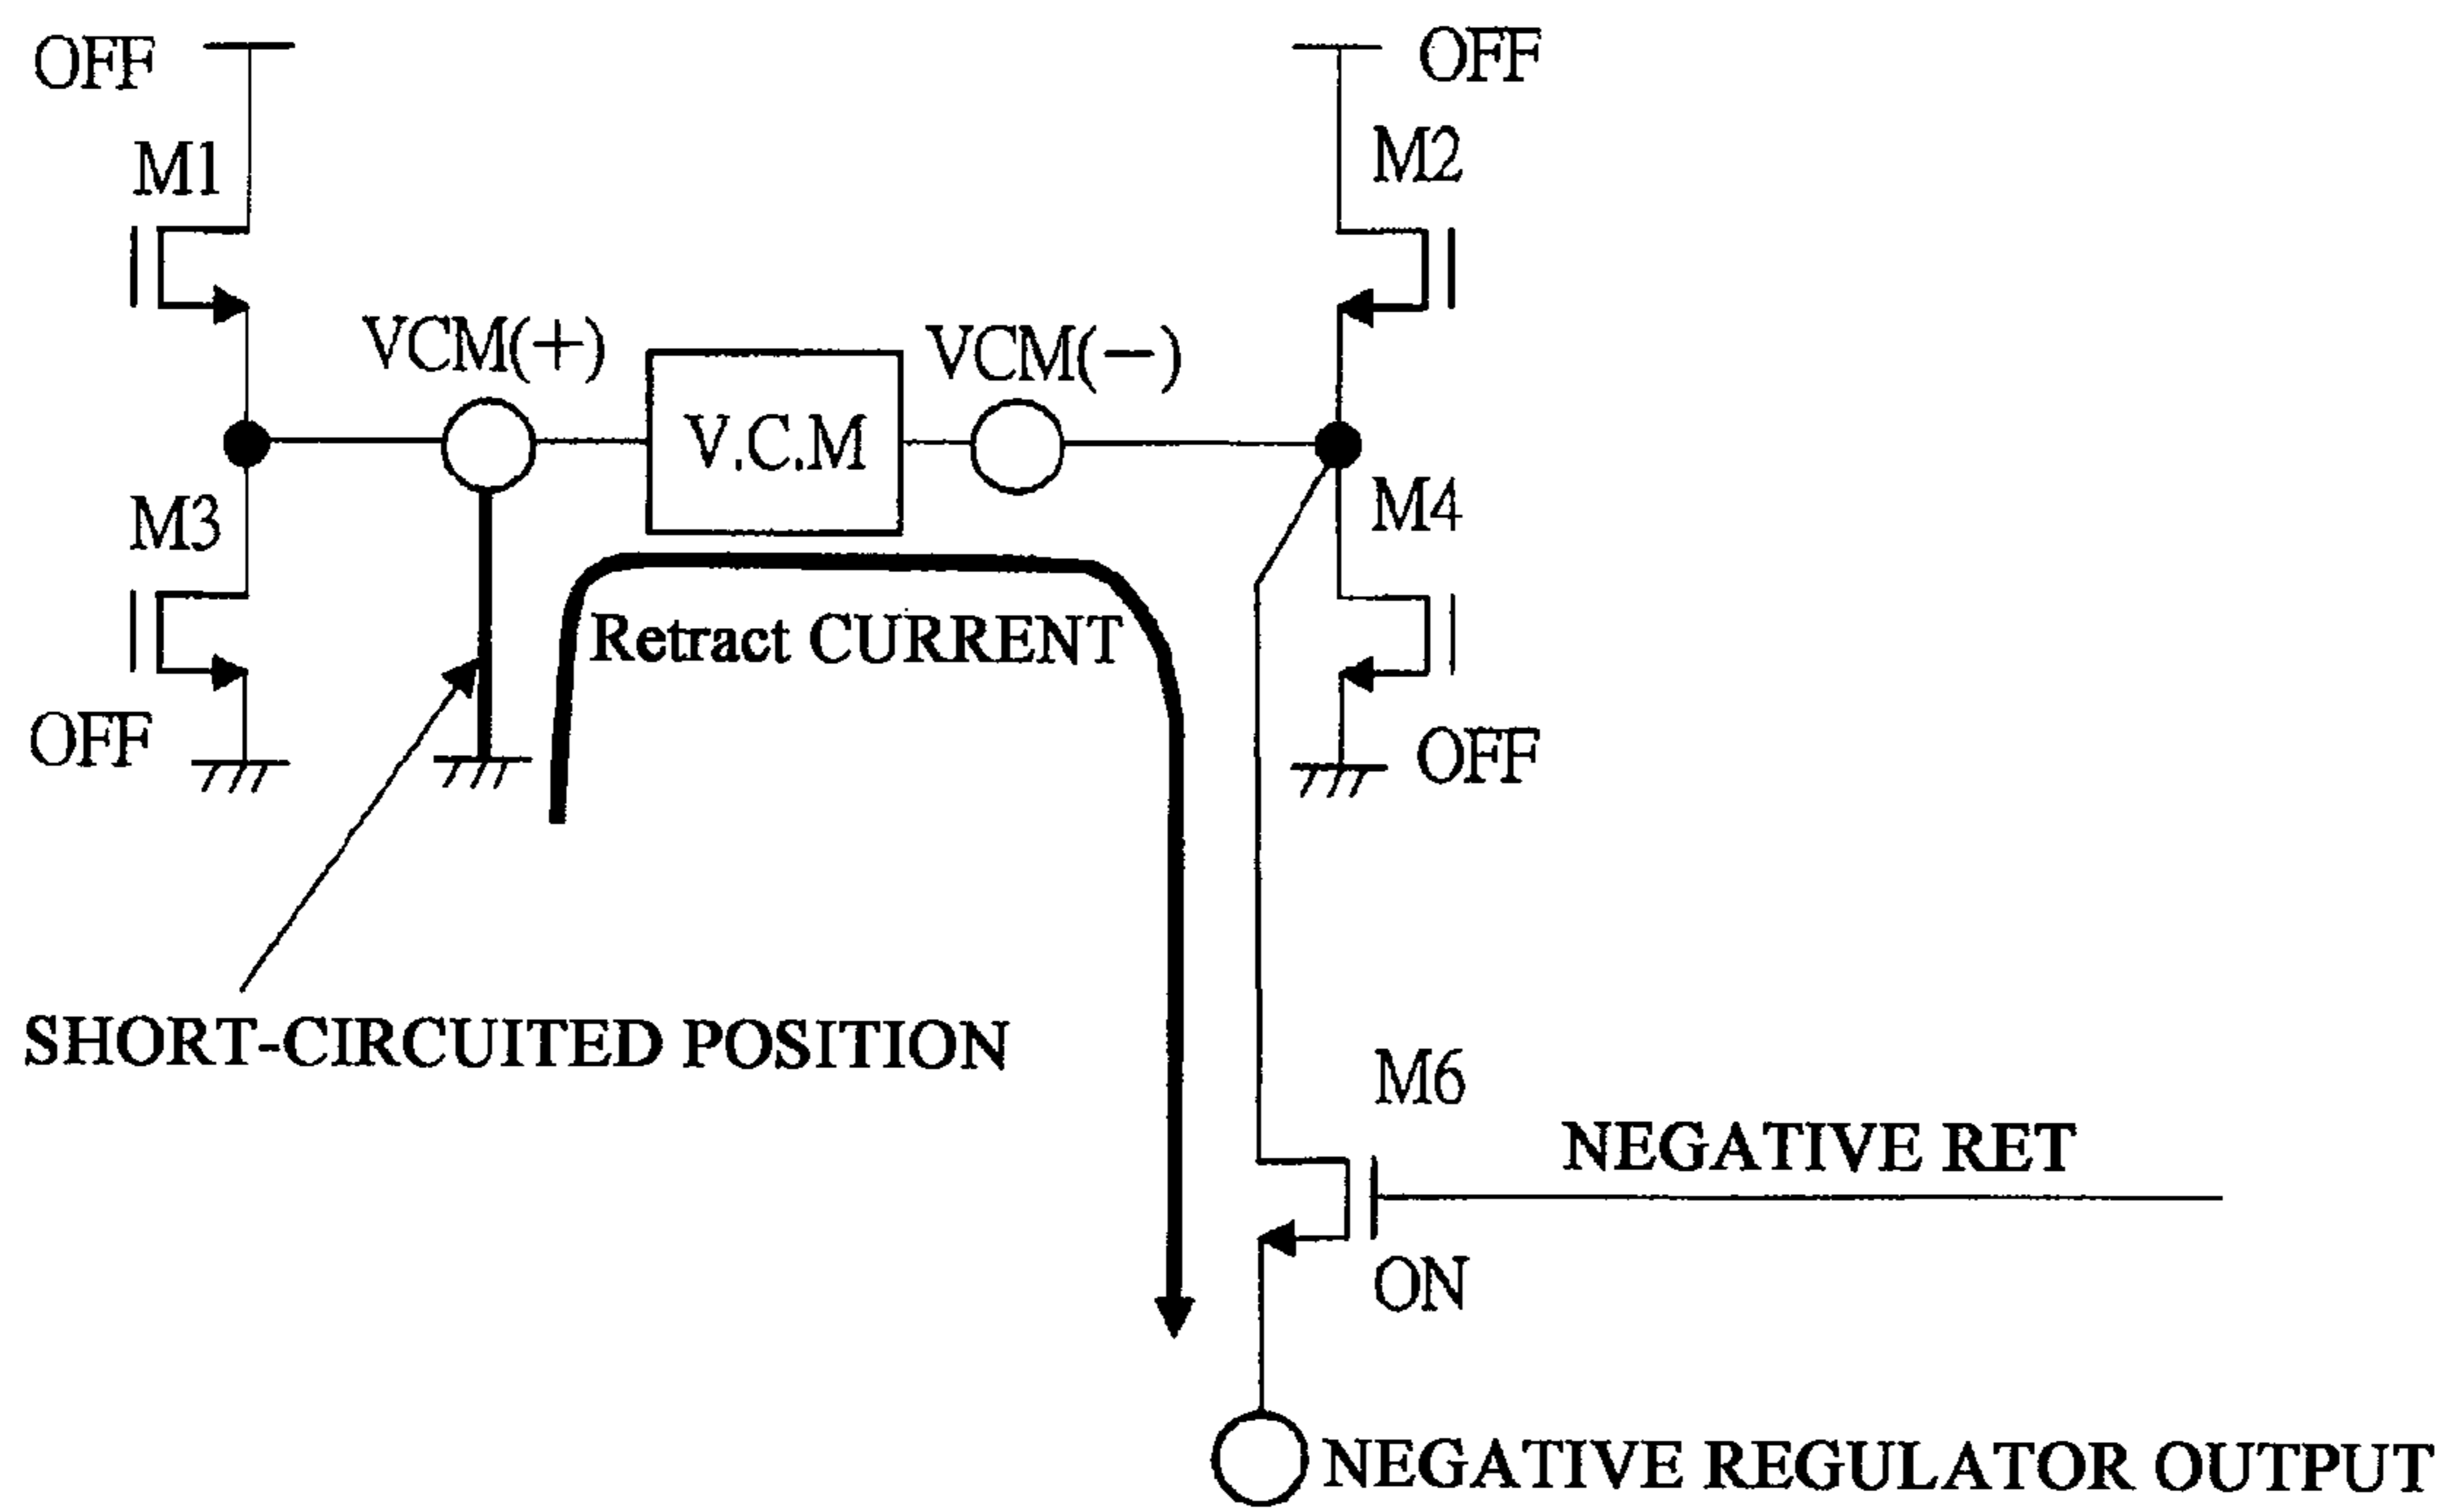 OFF
OFF
M1
M2
VCM(+)
VCM(−)
V.C.M
M3
M4
Retract CURRENT
OFF
OFF
SHORT-CIRCUITED POSITION
M6
NEGATIVE RET
ON
NEGATIVE REGULATOR OUTPUT